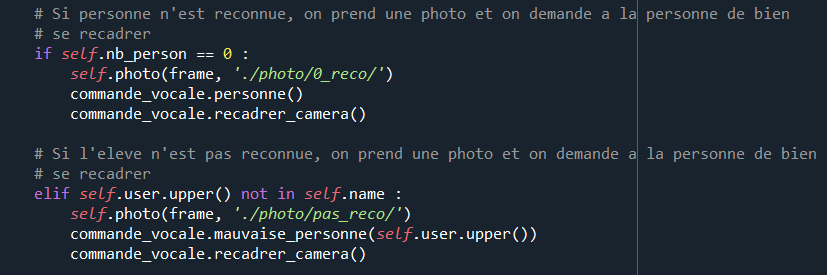 # Si personne n'est reconnue, on prend une photo et on demande a la personne de bien
# se recadrer
if self.nb_person == 0 :
    self.photo(frame, './photo/0_reco/')
    commande_vocale.personne()
    commande_vocale.recadrer_camera()

# Si l'eleve n'est pas reconnue, on prend une photo et on demande a la personne de bien
# se recadrer
elif self.user.upper() not in self.name :
    self.photo(frame, './photo/pas_reco/')
    commande_vocale.mauvaise_personne(self.user.upper())
    commande_vocale.recadrer_camera()